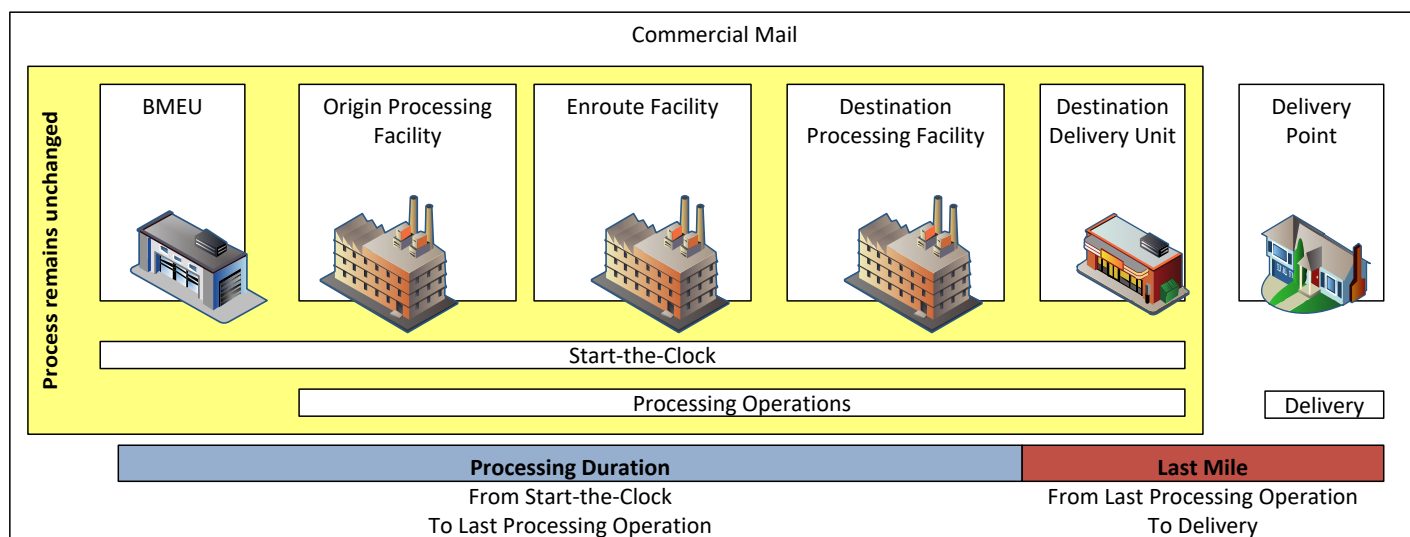 Commercial Mail
Process remains unchanged
BMEU
Origin Processing
Facility
Enroute Facility
Destination
Processing Facility
Destination
Delivery Unit
Delivery
Point
Start-the-Clock
Processing Operations
Delivery
Processing Duration
Last Mile
From Start-the-Clock
To Last Processing Operation
From Last Processing Operation
To Delivery